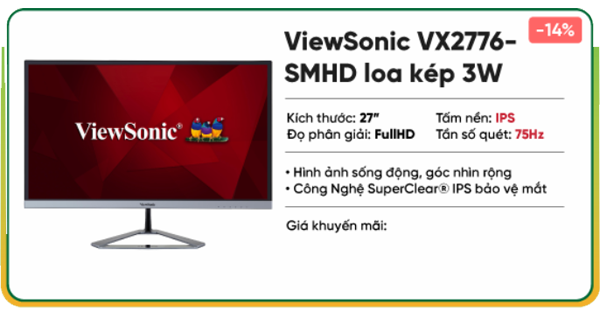 ViewSonic VX2776-
-14%
SMHD loa kép 3W
Kích thước: 27”
Tấm nền: IPS
Đọ phân giải: FullHD
Tần số quét: 75Hz
• Hình ảnh sống động, góc nhìn rộng
• Công Nghệ SuperClear® IPS bảo vệ mắt
Giá khuyến mãi:
ViewSonic®
ViewSonic